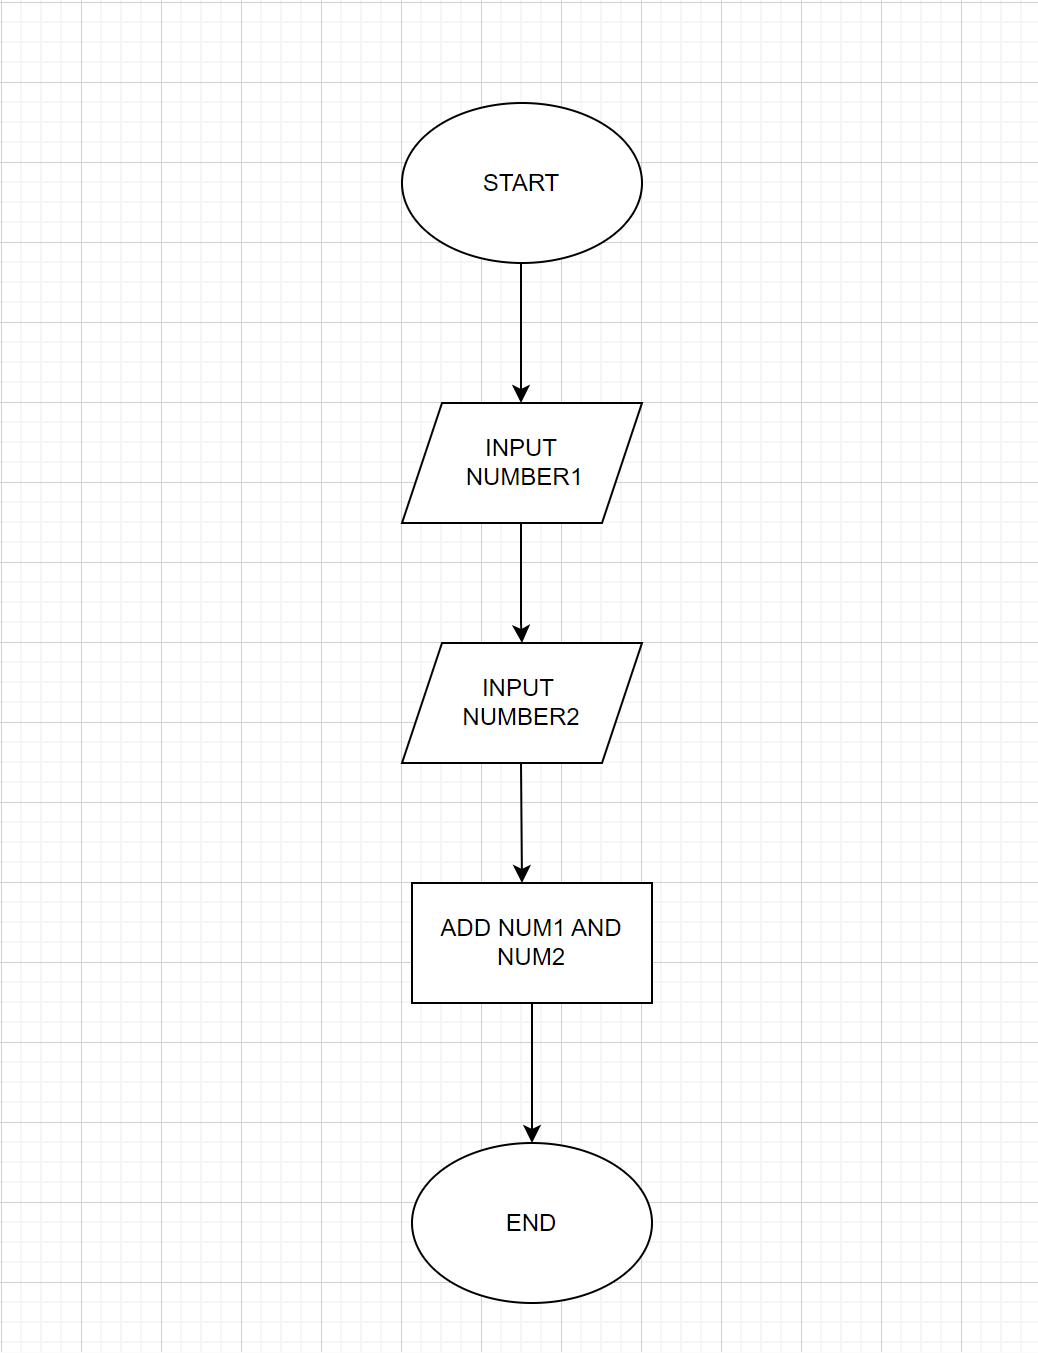 START
INPUT
NUMBER1
INPUT
NUMBER2
ADD NUM1 AND
NUM2
END